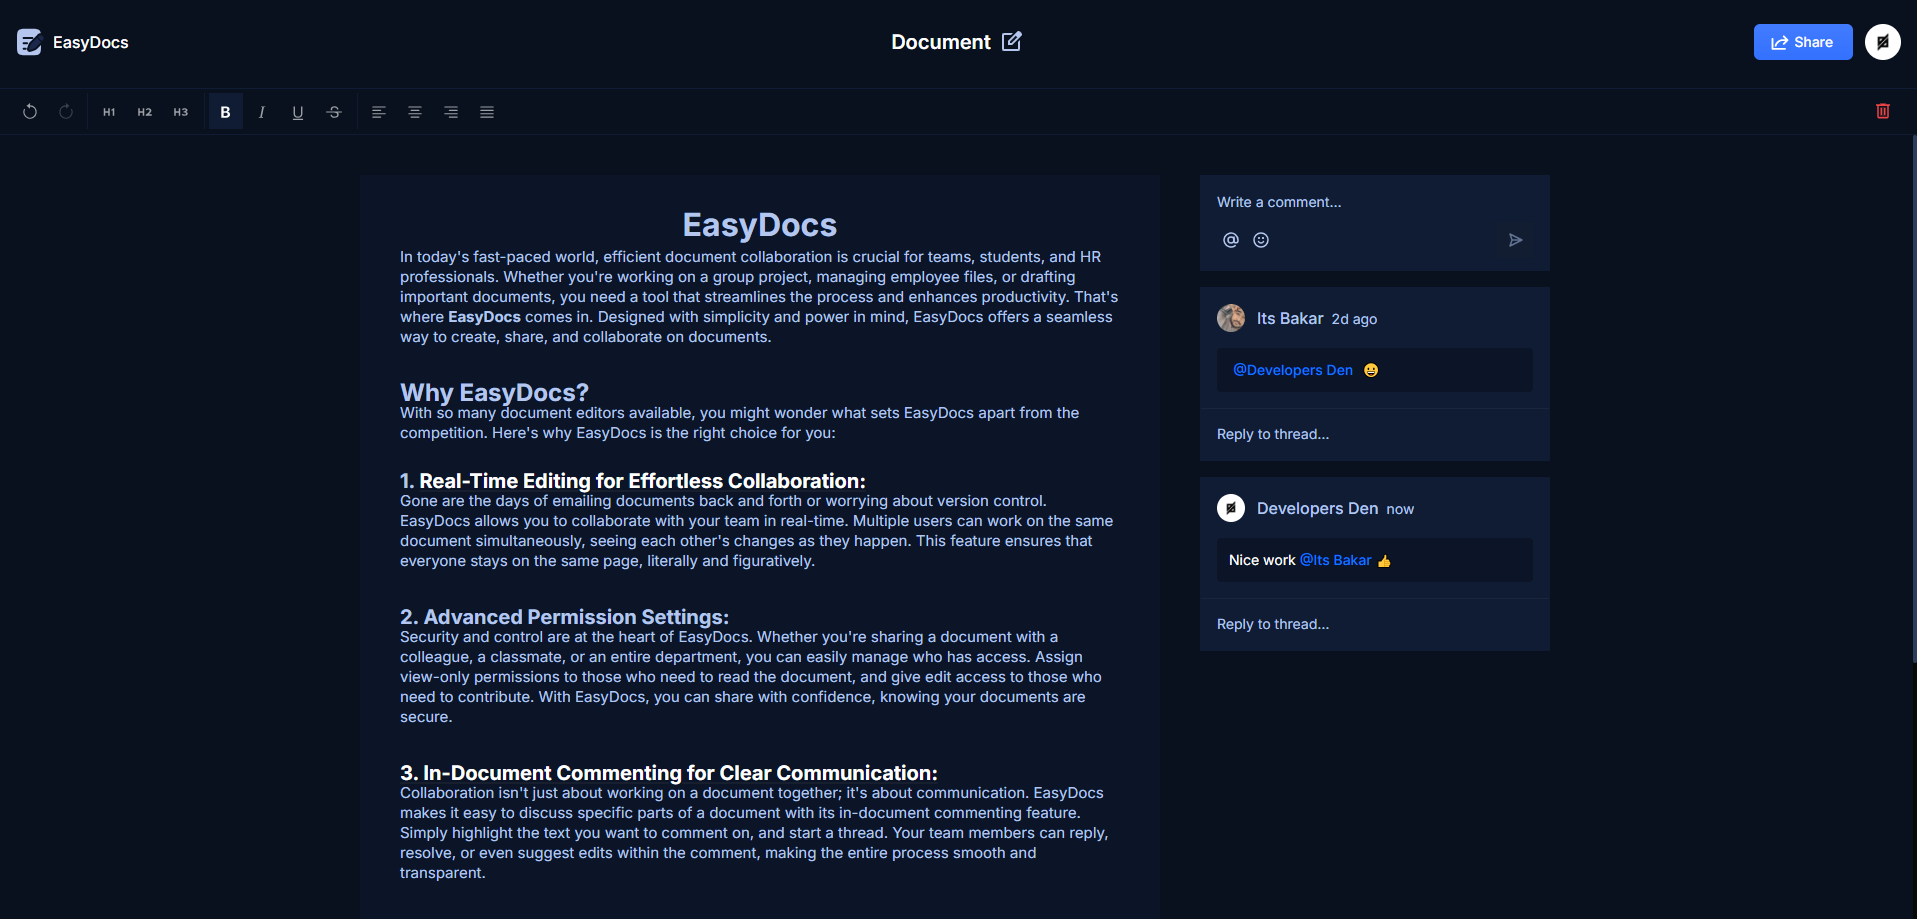 EasyDocs
Document
Share
H1 H2 H3 B I U S
EasyDocs
In today's fast-paced world, efficient document collaboration is crucial for teams, students, and HR
professionals. Whether you're working on a group project, managing employee files, or drafting
important documents, you need a tool that streamlines the process and enhances productivity. That's
where EasyDocs comes in. Designed with simplicity and power in mind, EasyDocs offers a seamless
way to create, share, and collaborate on documents.
Why EasyDocs?
With so many document editors available, you might wonder what sets EasyDocs apart from the
competition. Here's why EasyDocs is the right choice for you:
1. Real-Time Editing for Effortless Collaboration:
Gone are the days of emailing documents back and forth or worrying about version control.
EasyDocs allows you to collaborate with your team in real-time. Multiple users can work on the same
document simultaneously, seeing each other's changes as they happen. This feature ensures that
everyone stays on the same page, literally and figuratively.
2. Advanced Permission Settings:
Security and control are at the heart of EasyDocs. Whether you're sharing a document with a
colleague, a classmate, or an entire department, you can easily manage who has access. Assign
view-only permissions to those who need to read the document, and give edit access to those who
need to contribute. With EasyDocs, you can share with confidence, knowing your documents are
secure.
3. In-Document Commenting for Clear Communication:
Collaboration isn't just about working on a document together; it's about communication. EasyDocs
makes it easy to discuss specific parts of a document with its in-document commenting feature.
Simply highlight the text you want to comment on, and start a thread. Your team members can reply,
resolve, or even suggest edits within the comment, making the entire process smooth and
transparent.
Write a comment...
@
Its Bakar 2d ago
@Developers Den 😀
Reply to thread...
Developers Den now
Nice work @Its Bakar 👍
Reply to thread...